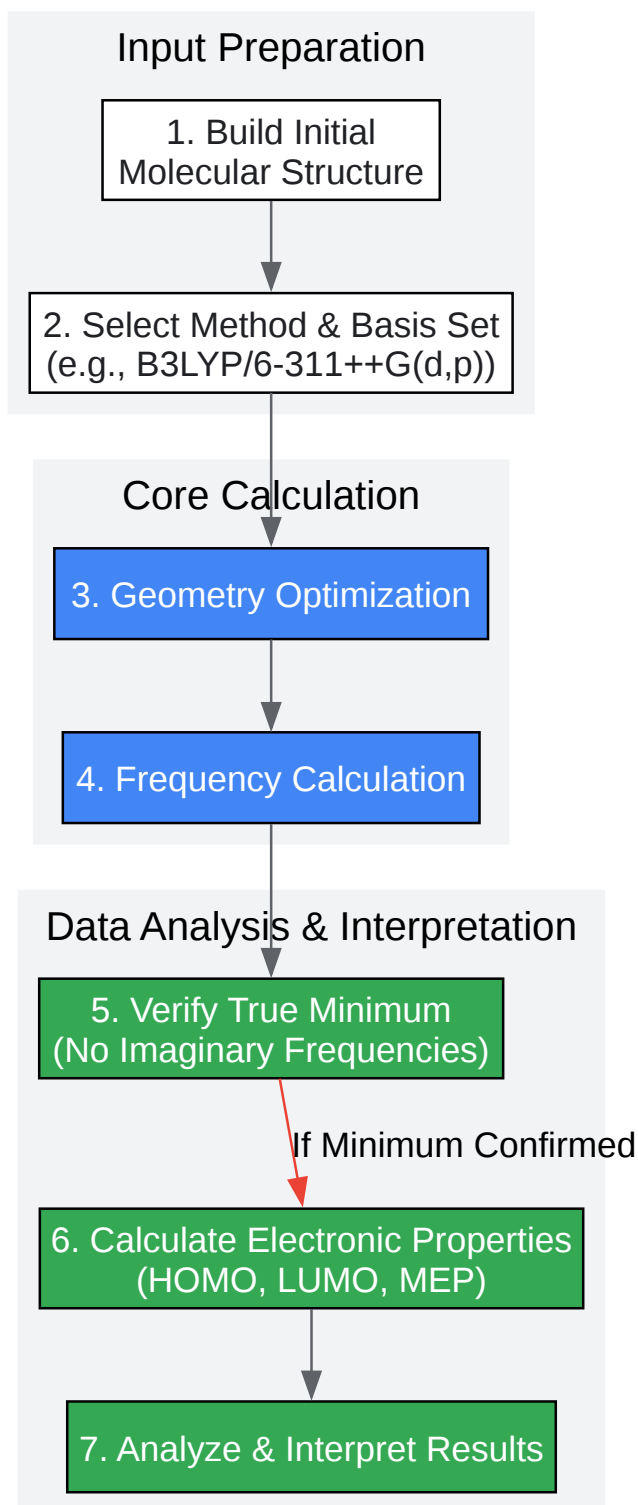 Input Preparation
1. Build Initial
Molecular Structure
2. Select Method & Basis Set
(e.g., B3LYP/6-311++G(d,p))
Core Calculation
3. Geometry Optimization
4. Frequency Calculation
Data Analysis & Interpretation
5. Verify True Minimum
(No Imaginary Frequencies)
If Minimum Confirmed
6. Calculate Electronic Properties
(HOMO, LUMO, MEP)
7. Analyze & Interpret Results